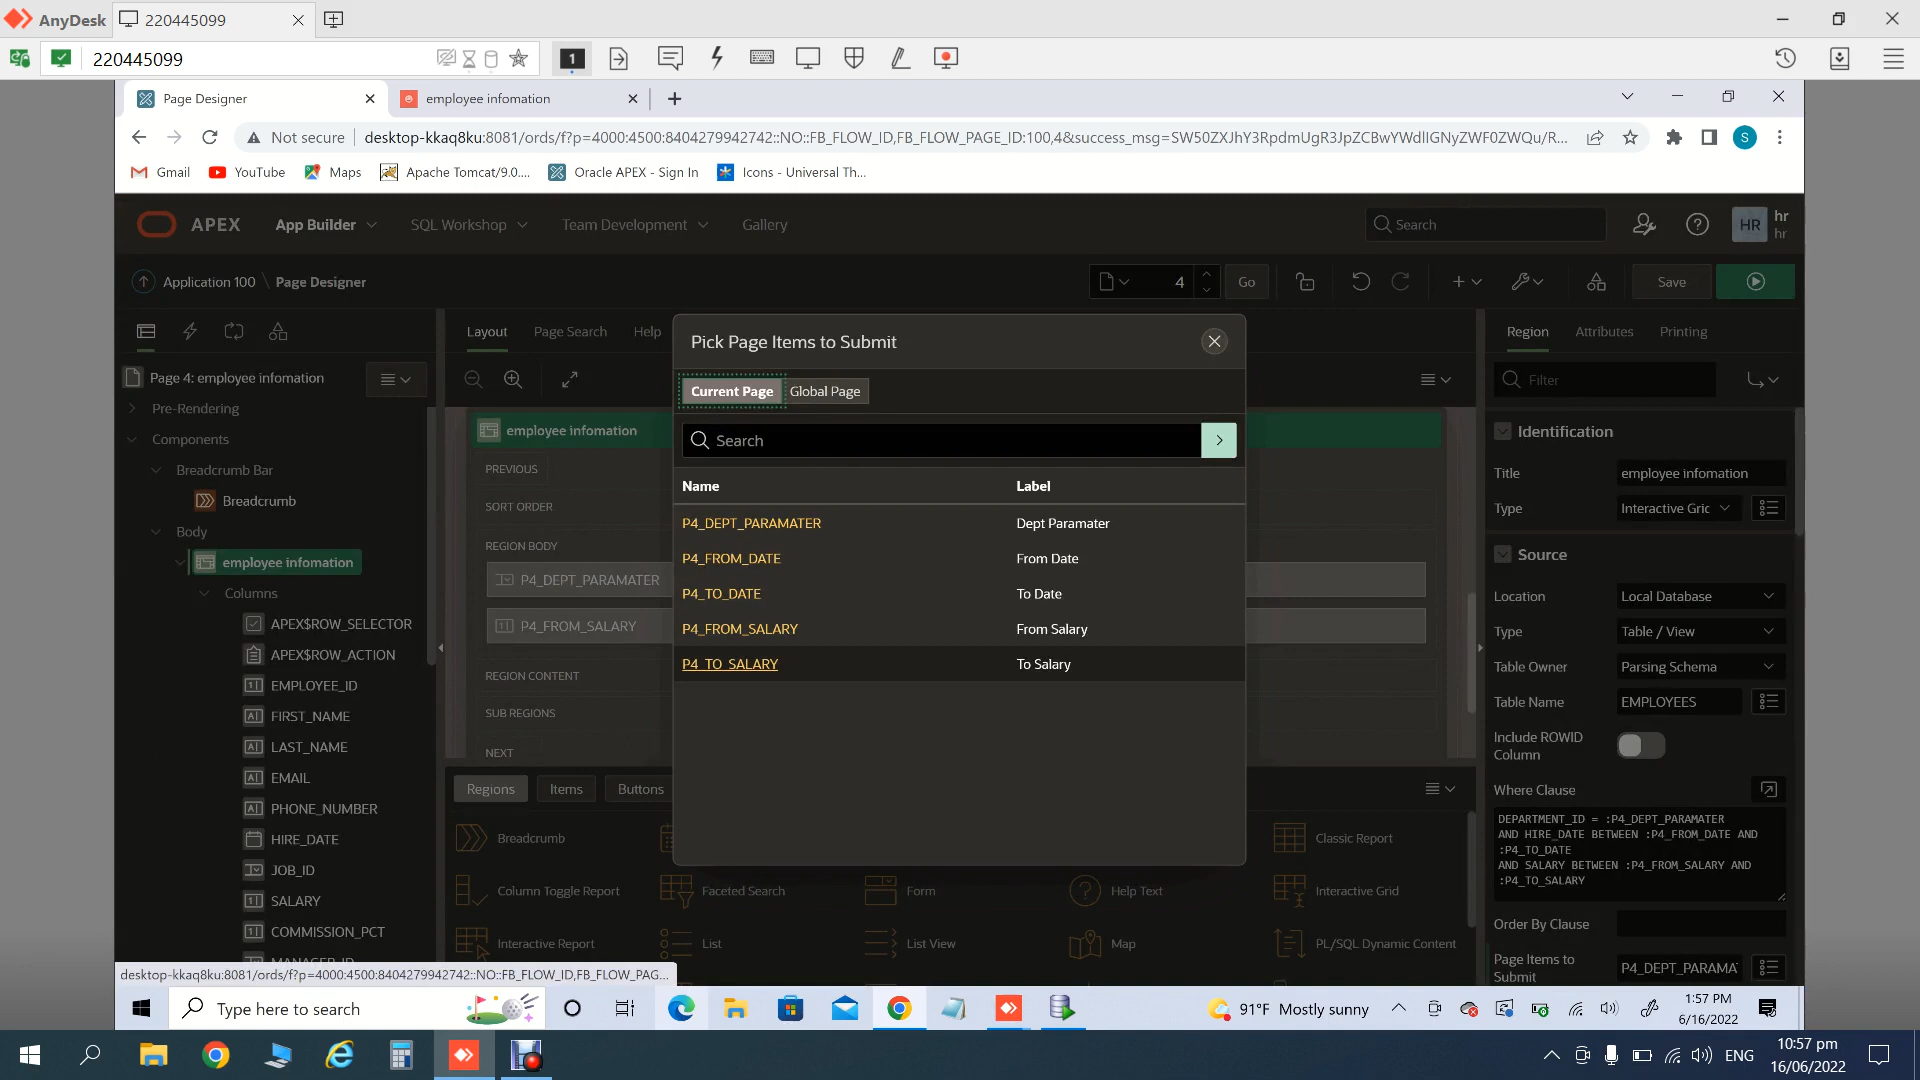 AnyDesk
220445099
220445099
1
Page Designer
employee infomation
Not secure
desktop-kkaq8ku:8081/ords/f?p=4000:4500:8404279942742::NO::FB_FLOW_ID,FB_FLOW_PAGE_ID:100,4&success_msg=SW50ZXJhY3RpdmUgR3JpZCBwYWdlIGNyZWF0ZWQu/R...
S
Gmail
YouTube
Maps
Apache Tomcat/9.0....
Oracle APEX - Sign In
Icons - Universal Th...
APEX
App Builder
SQL Workshop
Team Development
Gallery
Search
HR
hr
hr
Application 100 \ Page Designer
4
Go
Save
Layout
Page Search
Help
Region
Attributes
Printing
Page 4: employee infomation
Pre-Rendering
Components
Breadcrumb Bar
Breadcrumb
Body
employee infomation
Columns
APEX$ROW_SELECTOR
APEX$ROW_ACTION
EMPLOYEE_ID
FIRST_NAME
LAST_NAME
EMAIL
PHONE_NUMBER
HIRE_DATE
JOB_ID
SALARY
COMMISSION_PCT
MANAGER_ID
employee infomation
PREVIOUS
SORT ORDER
REGION BODY
P4_DEPT_PARAMATER
P4_FROM_SALARY
REGION CONTENT
SUB REGIONS
NEXT
Pick Page Items to Submit
Current Page
Global Page
Search
Name
Label
P4_DEPT_PARAMATER
Dept Paramater
P4_FROM_DATE
From Date
P4_TO_DATE
To Date
P4_FROM_SALARY
From Salary
P4_TO_SALARY
To Salary
Regions
Items
Buttons
Breadcrumb
Classic Report
Column Toggle Report
Faceted Search
Form
Help Text
Interactive Grid
Interactive Report
List
List View
Map
PL/SQL Dynamic Content
Filter
Identification
Title
employee infomation
Type
Interactive Gric
Source
Location
Local Database
Type
Table / View
Table Owner
Parsing Schema
Table Name
EMPLOYEES
Include ROWID
Column
Where Clause
DEPARTMENT_ID = :P4_DEPT_PARAMATER
AND HIRE_DATE BETWEEN :P4_FROM_DATE AND
:P4_TO_DATE
AND SALARY BETWEEN :P4_FROM_SALARY AND
:P4_TO_SALARY
Order By Clause
Page Items to
Submit
P4_DEPT_PARAMA
desktop-kkaq8ku:8081/ords/f?p=4000:4500:8404279942742::NO::FB_FLOW_ID,FB_FLOW_PAG...
Type here to search
91°F Mostly sunny
1:57 PM
6/16/2022
ENG
10:57 pm
16/06/2022